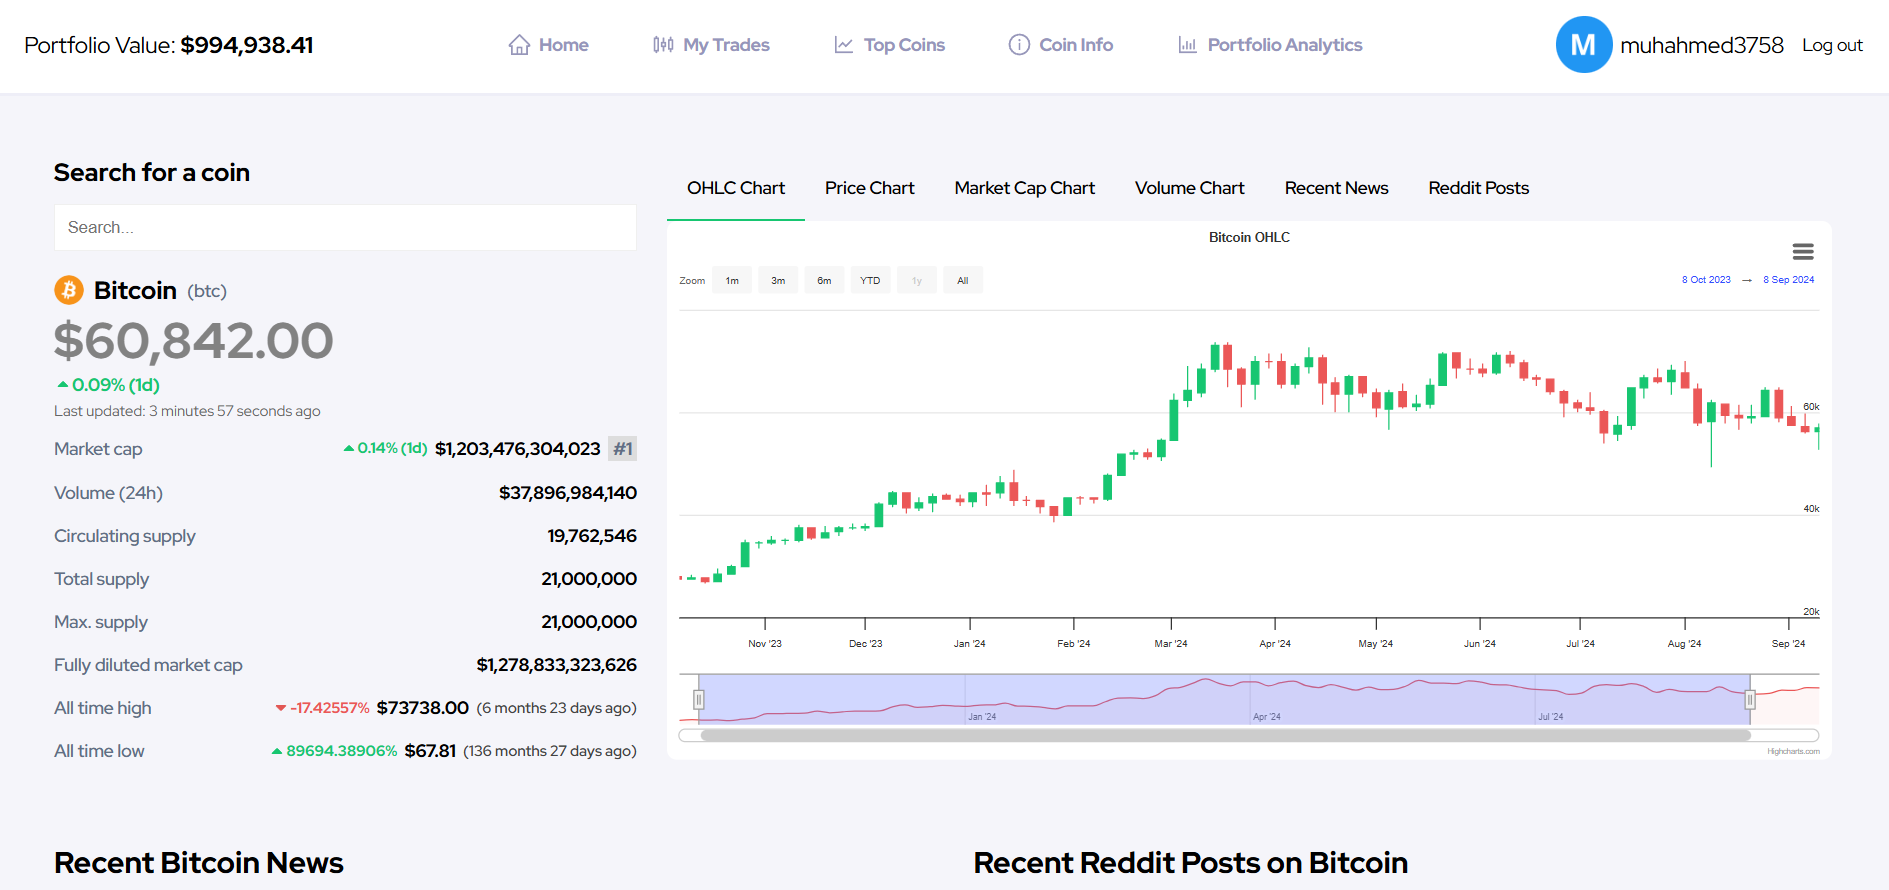 Portfolio Value: $994,938.41
Home
My Trades
Top Coins
Coin Info
Portfolio Analytics
M
muhahmed3758
Log out
Search for a coin
Search...
Bitcoin (btc)
$60,842.00
0.09% (1d)
Last updated: 3 minutes 57 seconds ago
Market cap 0.14% (1d) $1,203,476,304,023 #1
Volume (24h) $37,896,984,140
Circulating supply 19,762,546
Total supply 21,000,000
Max. supply 21,000,000
Fully diluted market cap $1,278,833,323,626
All time high -17.42557% $73738.00 (6 months 23 days ago)
All time low 89694.38906% $67.81 (136 months 27 days ago)
OHLC Chart
Price Chart
Market Cap Chart
Volume Chart
Recent News
Reddit Posts
Bitcoin OHLC
Zoom 1m 3m 6m YTD 1y All
8 Oct 2023 → 8 Sep 2024
60k
40k
20k
Nov '23 Dec '23 Jan '24 Feb '24 Mar '24 Apr '24 May '24 Jun '24 Jul '24 Aug '24 Sep '24
Jan '24 Apr '24 Jul '24
Highcharts.com
Recent Bitcoin News
Recent Reddit Posts on Bitcoin